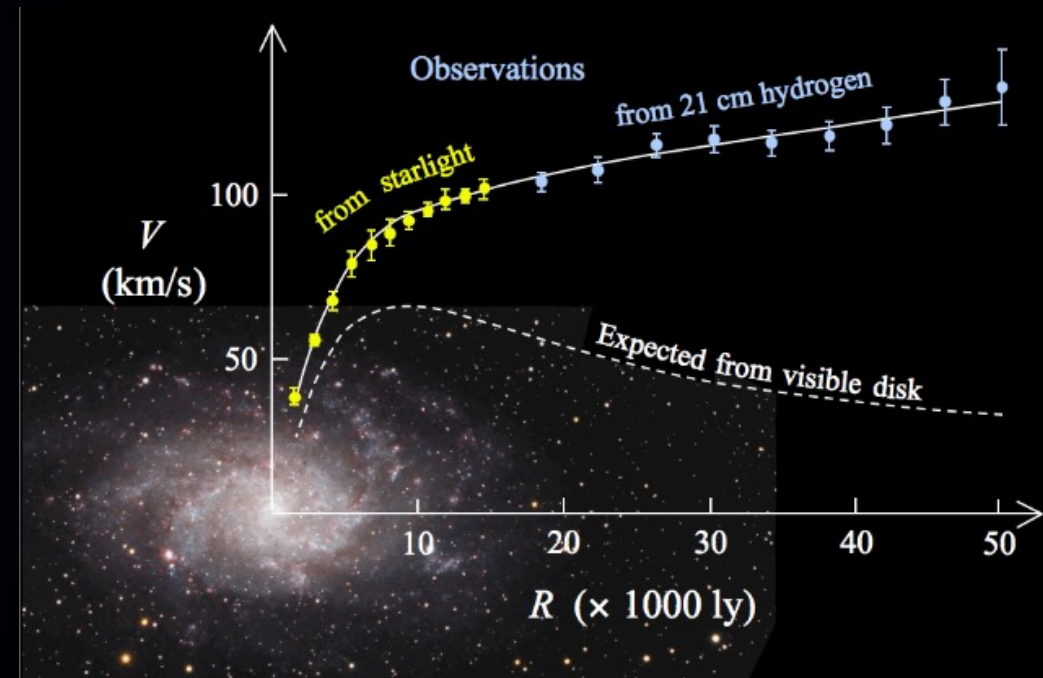 Observations
from 21 cm hydrogen
from starlight
100
V
(km/s)
50
Expected from visible disk
10
20
30
40
50
R (× 1000 ly)